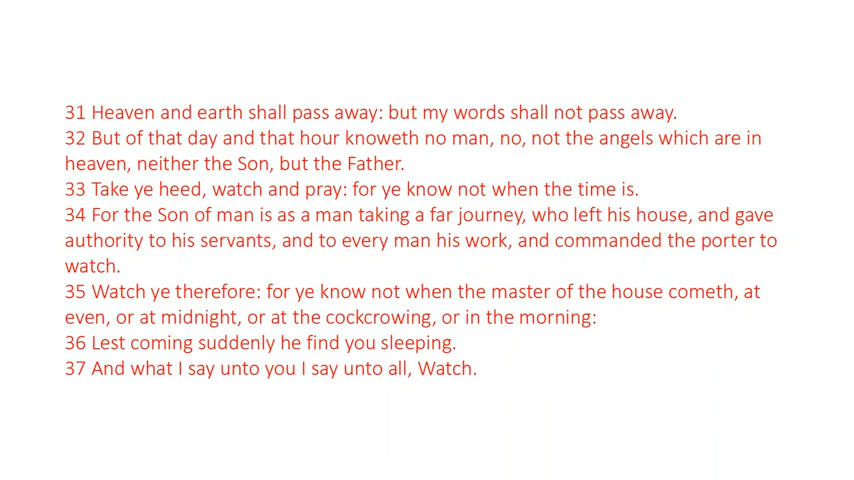 31 Heaven and earth shall pass away: but my words shall not pass away.
32 But of that day and that hour knoweth no man, no, not the angels which are in
heaven, neither the Son, but the Father.
33 Take ye heed, watch and pray: for ye know not when the time is.
34 For the Son of man is as a man taking a far journey, who left his house, and gave
authority to his servants, and to every man his work, and commanded the porter to
watch.
35 Watch ye therefore: for ye know not when the master of the house cometh, at
even, or at midnight, or at the cockcrowing, or in the morning:
36 Lest coming suddenly he find you sleeping.
37 And what I say unto you I say unto all, Watch.